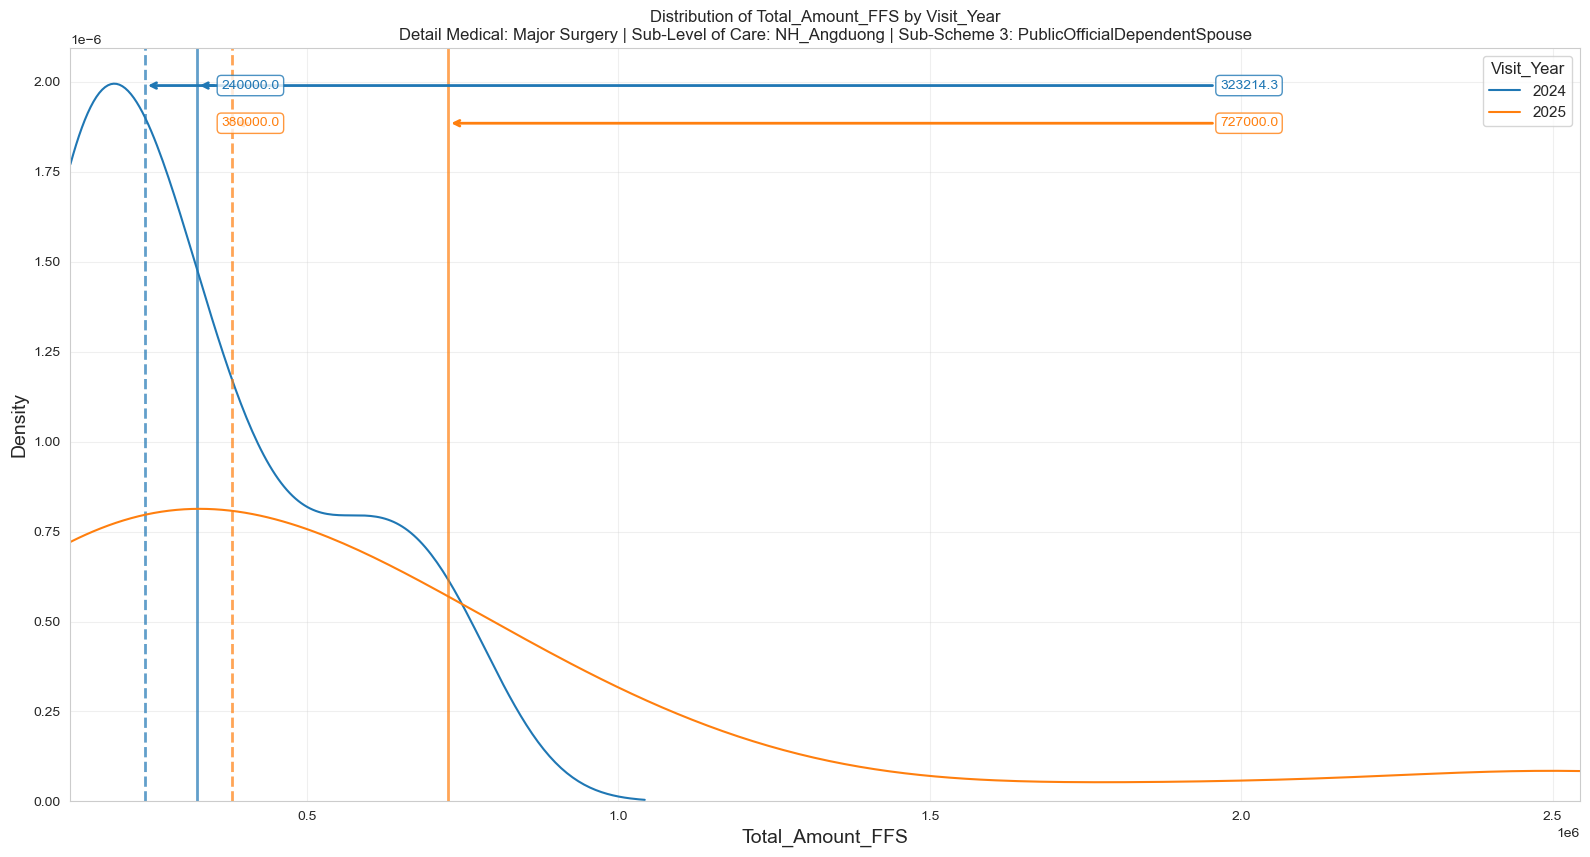 Distribution of Total_Amount_FFS by Visit_Year
Detail Medical: Major Surgery | Sub-Level of Care: NH_Angduong | Sub-Scheme 3: PublicOfficialDependentSpouse
1e−6
2.00
1.75
1.50
1.25
1.00
0.75
0.50
0.25
0.00
Density
240000.0
323214.3
380000.0
727000.0
Visit_Year
2024
2025
0.5
1.0
1.5
2.0
2.5
1e6
Total_Amount_FFS